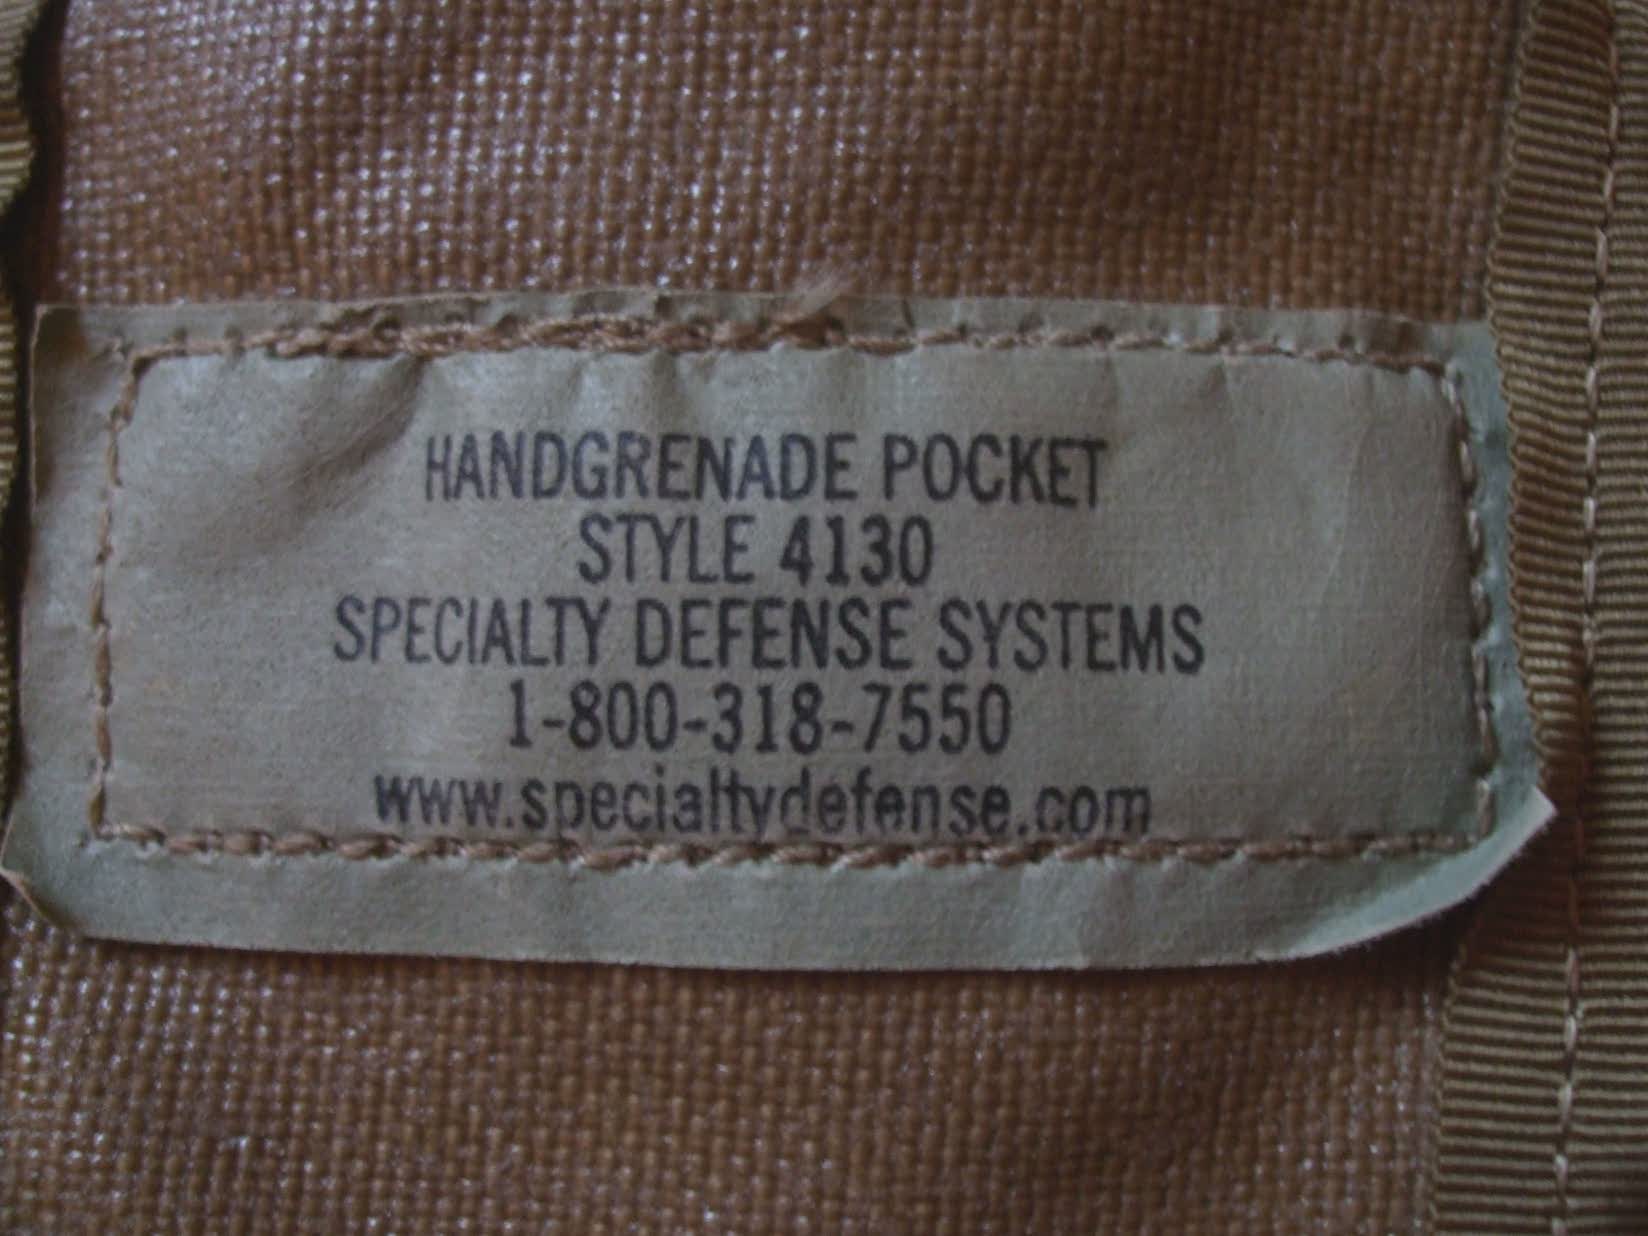 HANDGRENADE POCKET
STYLE 4130
SPECIALTY DEFENSE SYSTEMS
1-800-318-7550
www.specialtydefense.com